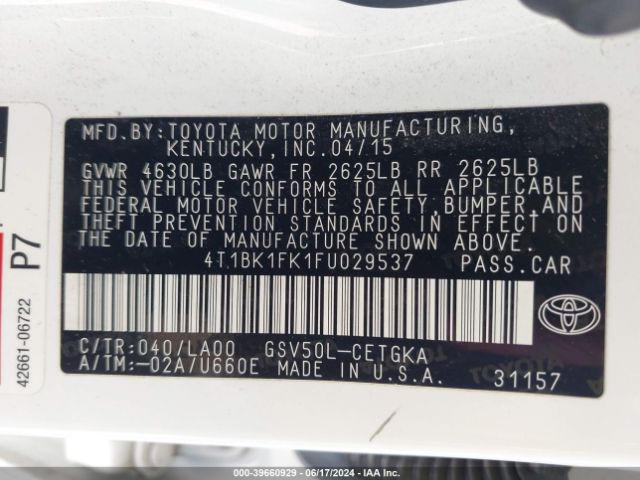 MFD.BY:TOYOTA MOTOR MANUFACTURING,
KENTUCKY,INC.04/15
GVWR 4630LB GAWR FR 2625LB RR 2625LB
THIS VEHICLE CONFORMS TO ALL APPLICABLE
FEDERAL MOTOR VEHICLE SAFETY,BUMPER,AND
THEFT PREVENTION STANDARDS IN EFFECT ON
THE DATE OF MANUFACTURE SHOWN ABOVE.
4T1BK1FK1FU029537 PASS.CAR
C/TR:040/LA00 GSV50L-CETGKA
A/TM:-02A/U660E MADE IN U.S.A. 31157
P7
42661-06722
000-39660929 - 06/17/2024 - IAA Inc.